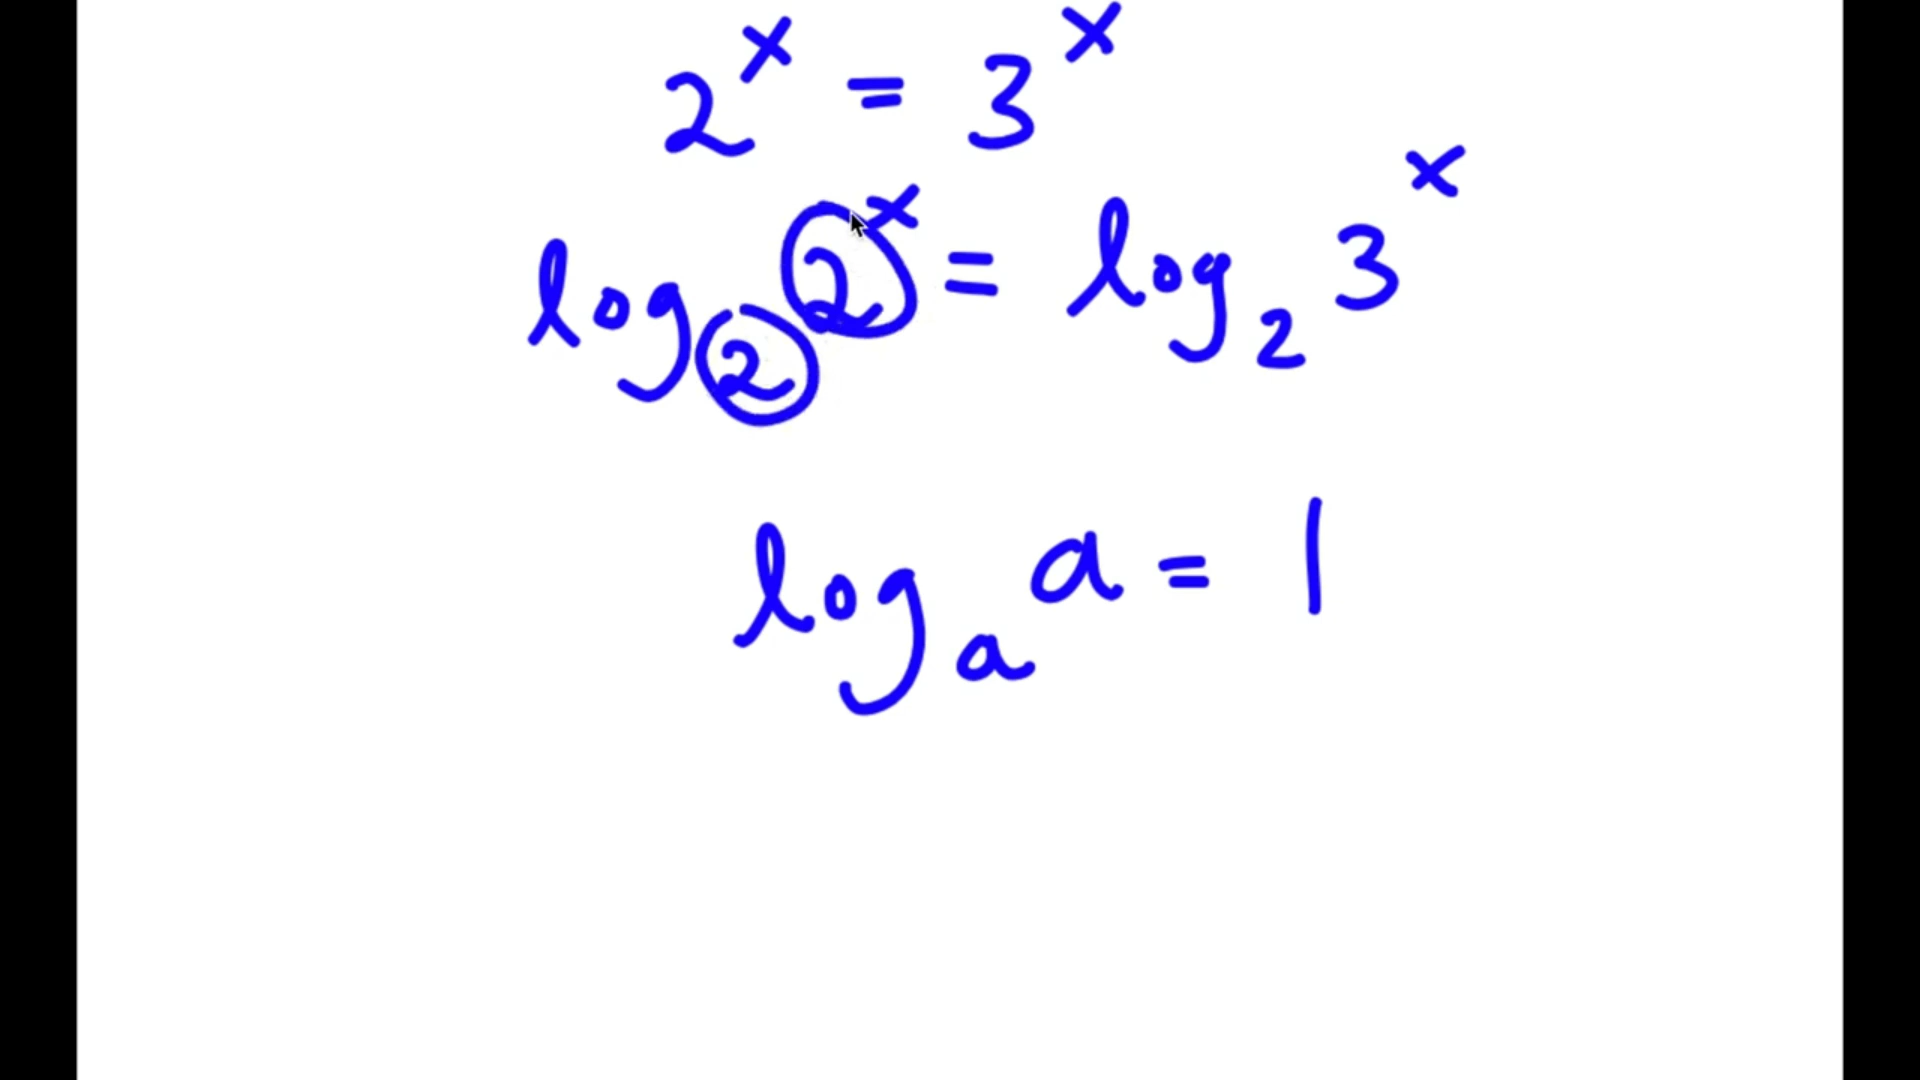 2^x = 3^x
log_2 2^x = log_2 3^x
log_a a = 1